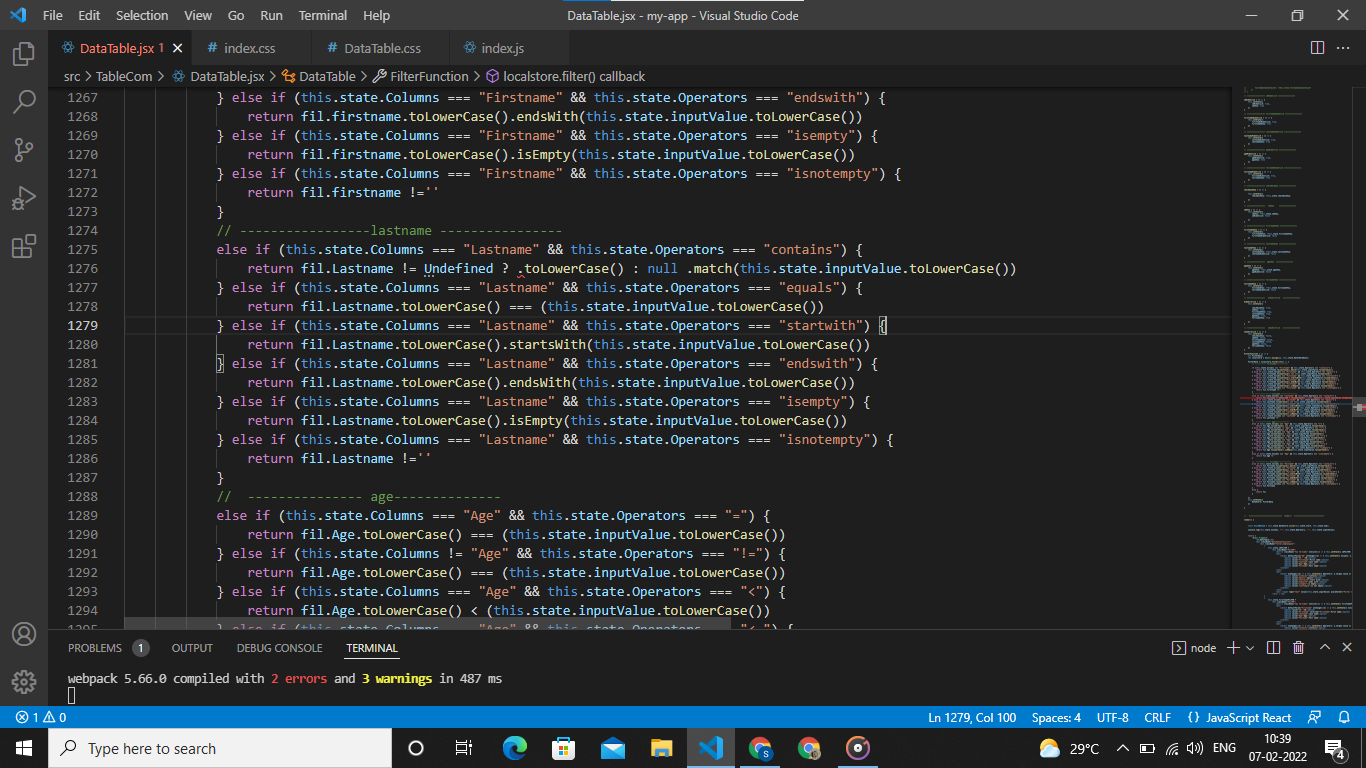 File Edit Selection View Go Run Terminal Help DataTable.jsx - my-app - Visual Studio Code
DataTable.jsx 1 # index.css # DataTable.css index.js
src > TableCom > DataTable.jsx > DataTable > FilterFunction > localstore.filter() callback
1267 } else if (this.state.Columns === "Firstname" && this.state.Operators === "endswith") {
1268 return fil.firstname.toLowerCase().endsWith(this.state.inputValue.toLowerCase())
1269 } else if (this.state.Columns === "Firstname" && this.state.Operators === "isempty") {
1270 return fil.firstname.toLowerCase().isEmpty(this.state.inputValue.toLowerCase())
1271 } else if (this.state.Columns === "Firstname" && this.state.Operators === "isnotempty") {
1272 return fil.firstname !=''
1273 }
1274 // -----------------lastname ----------------
1275 else if (this.state.Columns === "Lastname" && this.state.Operators === "contains") {
1276 return fil.Lastname != Undefined ? .toLowerCase() : null .match(this.state.inputValue.toLowerCase())
1277 } else if (this.state.Columns === "Lastname" && this.state.Operators === "equals") {
1278 return fil.Lastname.toLowerCase() === (this.state.inputValue.toLowerCase())
1279 } else if (this.state.Columns === "Lastname" && this.state.Operators === "startwith") {
1280 return fil.Lastname.toLowerCase().startsWith(this.state.inputValue.toLowerCase())
1281 } else if (this.state.Columns === "Lastname" && this.state.Operators === "endswith") {
1282 return fil.Lastname.toLowerCase().endsWith(this.state.inputValue.toLowerCase())
1283 } else if (this.state.Columns === "Lastname" && this.state.Operators === "isempty") {
1284 return fil.Lastname.toLowerCase().isEmpty(this.state.inputValue.toLowerCase())
1285 } else if (this.state.Columns === "Lastname" && this.state.Operators === "isnotempty") {
1286 return fil.Lastname !=''
1287 }
1288 // --------------- age--------------
1289 else if (this.state.Columns === "Age" && this.state.Operators === "=") {
1290 return fil.Age.toLowerCase() === (this.state.inputValue.toLowerCase())
1291 } else if (this.state.Columns != "Age" && this.state.Operators === "!=") {
1292 return fil.Age.toLowerCase() === (this.state.inputValue.toLowerCase())
1293 } else if (this.state.Columns === "Age" && this.state.Operators === "<") {
1294 return fil.Age.toLowerCase() < (this.state.inputValue.toLowerCase())
PROBLEMS 1 OUTPUT DEBUG CONSOLE TERMINAL node
webpack 5.66.0 compiled with 2 errors and 3 warnings in 487 ms
1 0 Ln 1279, Col 100 Spaces: 4 UTF-8 CRLF {} JavaScript React
Type here to search 29°C ENG 10:39
07-02-2022 4